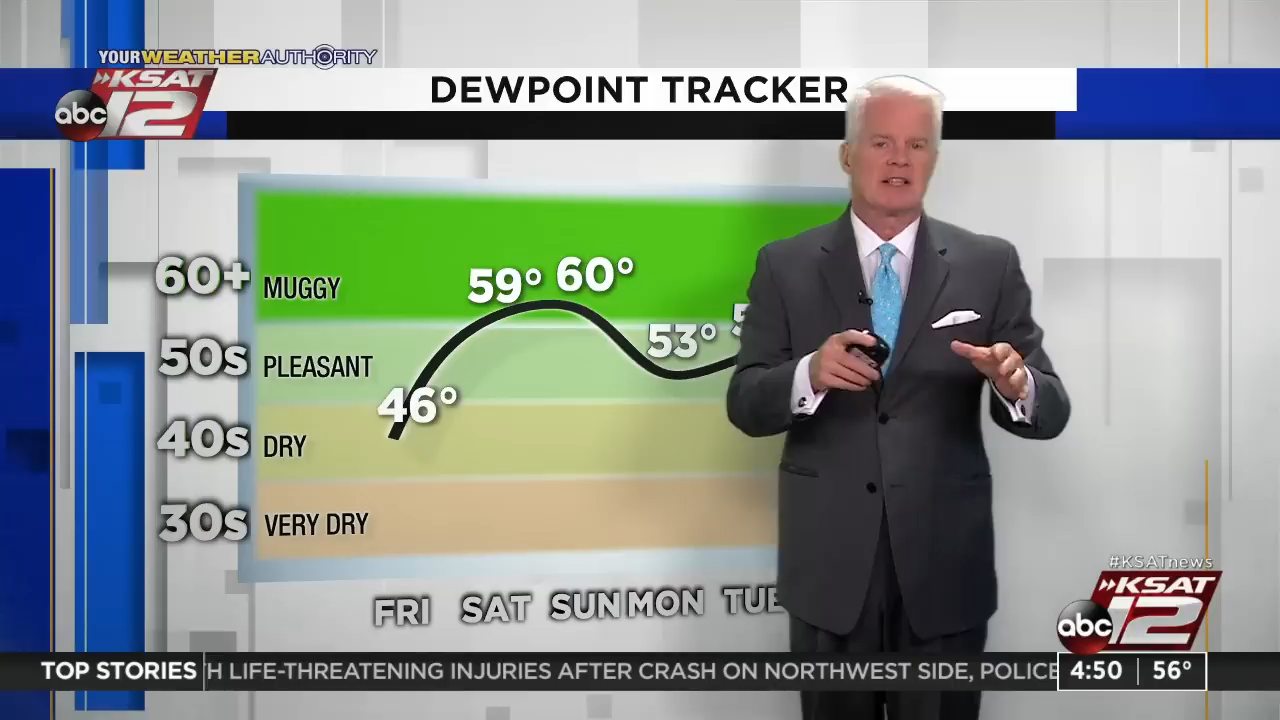 YOURWEATHERAUTHORITY
KSAT
abc 12
DEWPOINT TRACKER
60+ MUGGY
59° 60°
50s PLEASANT
53° 5
46°
40s DRY
30s VERY DRY
FRI SAT SUN MON TUE
#KSATnews
KSAT
abc 12
TOP STORIES H LIFE-THREATENING INJURIES AFTER CRASH ON NORTHWEST SIDE, POLICE 4:50 56°